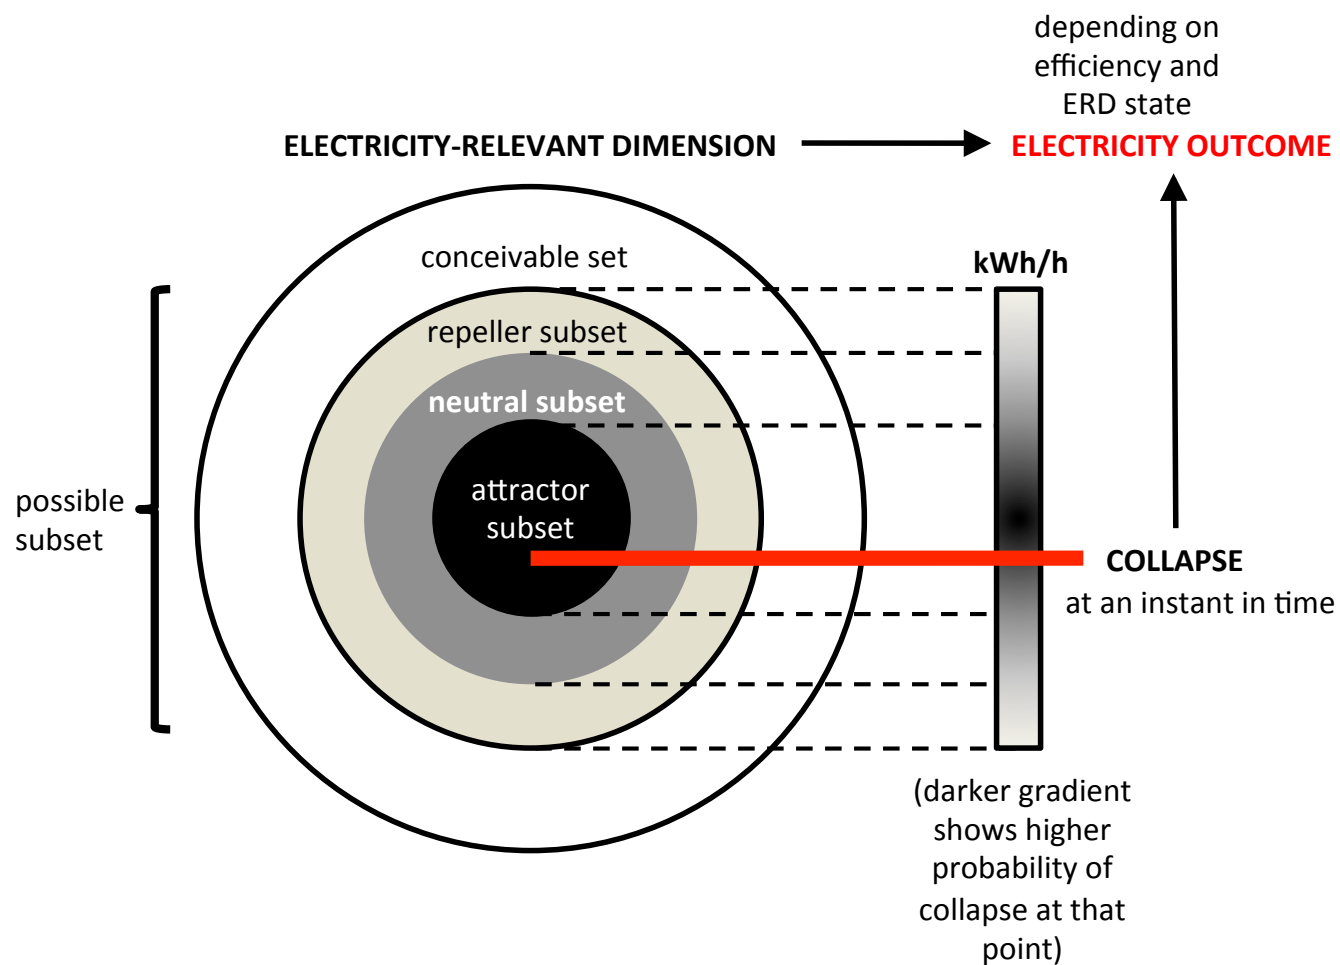 depending on
efficiency and
ERD state
ELECTRICITY-RELEVANT DIMENSION
ELECTRICITY OUTCOME
conceivable set
kWh/h
repeller subset
neutral subset
attractor
subset
possible
subset
COLLAPSE
at an instant in time
(darker gradient
shows higher
probability of
collapse at that
point)